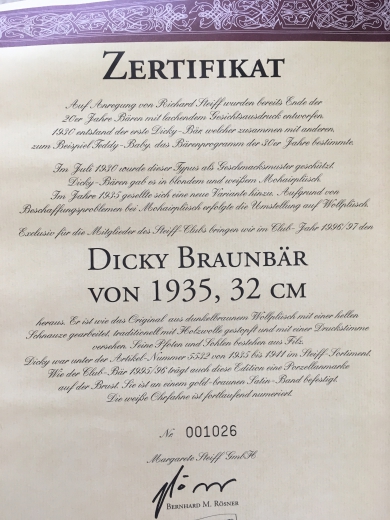 ZERTIFIKAT
Auf Anregung von Richard Steiff wurden bereits Ende der
20er Jahre Bären mit lachendem Gesichtsausdruck entworfen.
1930 entstand der erste Dicky-Bär, welcher zusammen mit anderen,
zum Beispiel Teddy-Baby, das Bärenprogramm der 30er Jahre bestimmte.
Im Juli 1930 wurde dieser Typus als Geschmacksmuster geschützt.
Dicky-Bären gab es in blondem und weißem Mohairplüsch.
Im Jahre 1935 gesellte sich eine neue Variante hinzu. Aufgrund von
Beschaffungsproblemen bei Mohairplüsch erfolgte die Umstellung auf Wollplüsch.
Exclusiv für die Mitglieder des Steiff-Clubs bringen wir im Club-Jahr 1996/97 den
DICKY BRAUNBÄR
VON 1935, 32 CM
heraus. Er ist wie das Original aus dunkelbraunem Wollplüsch mit einer hellen
Schnauze gearbeitet, traditionell mit Holzwolle gestopft und mit einer Druckstimme
versehen. Seine Pfoten und Sohlen bestehen aus Filz.
Dicky war unter der Artikel-Nummer 5532 von 1935 bis 1941 im Steiff-Sortiment.
Wie der Club-Bär 1995/96 trägt auch diese Edition eine Porzellanmarke
auf der Brust. Sie ist an einem gold-braunen Satin-Band befestigt.
Die weiße Ohrfahne ist fortlaufend numeriert.
No 001026
Margarete Steiff GmbH
BERNHARD M. RÖSNER